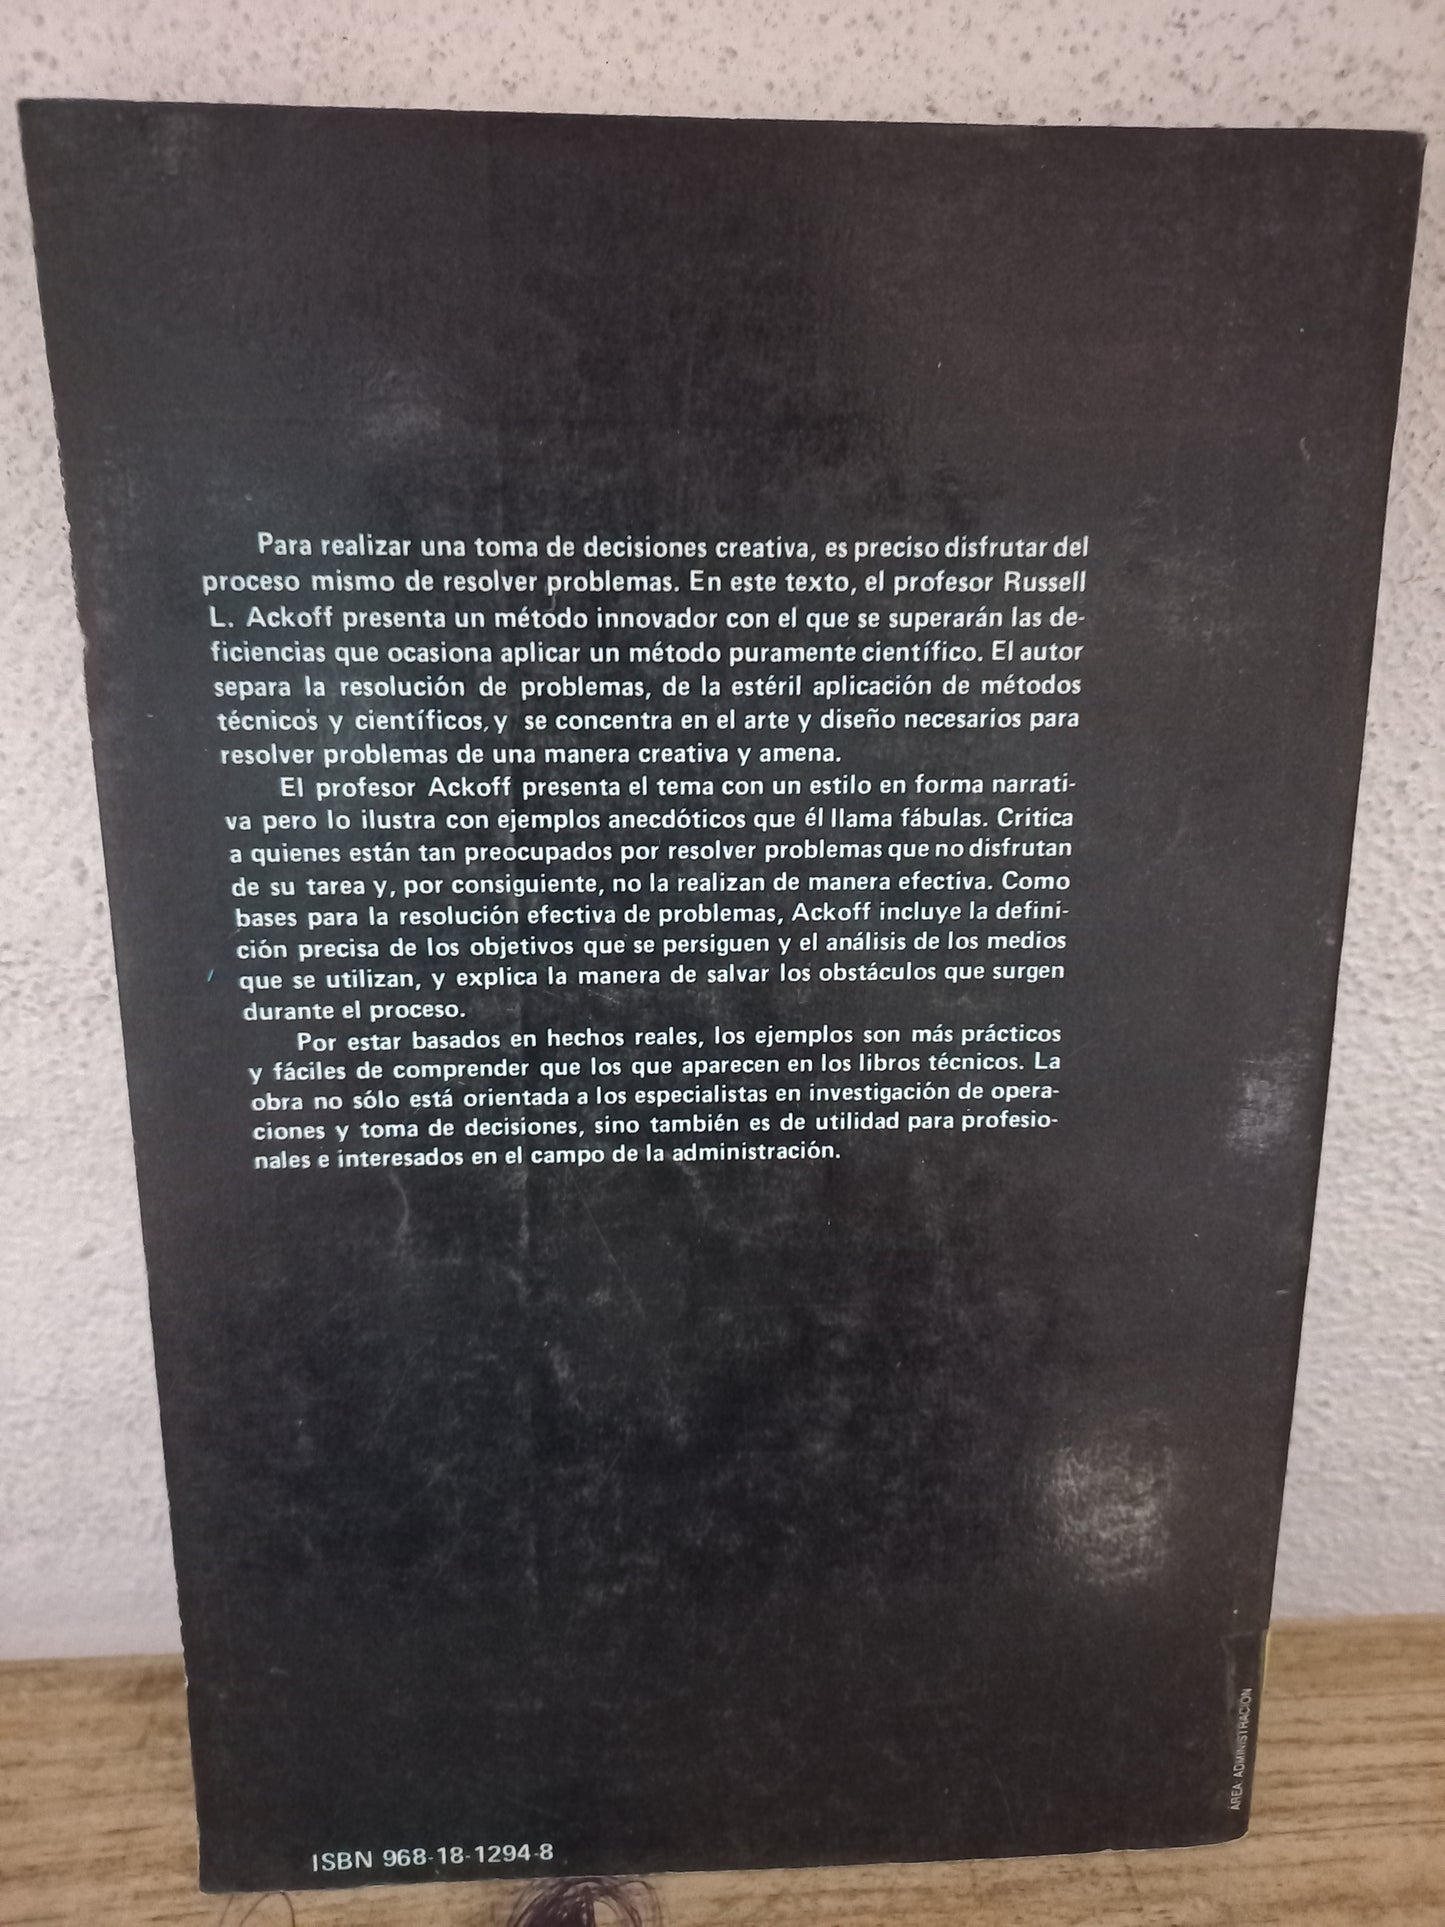 Para realizar una toma de decisiones creativa, es preciso disfrutar del
proceso mismo de resolver problemas. En este texto, el profesor Russell
L. Ackoff presenta un método innovador con el que se superarán las de-
ficiencias que ocasiona aplicar un método puramente científico. El autor
separa la resolución de problemas, de la estéril aplicación de métodos
técnicos y científicos, y se concentra en el arte y diseño necesarios para
resolver problemas de una manera creativa y amena.
El profesor Ackoff presenta el tema con un estilo en forma narrati-
va pero lo ilustra con ejemplos anecdóticos que él llama fábulas. Critica
a quienes están tan preocupados por resolver problemas que no disfrutan
de su tarea y, por consiguiente, no la realizan de manera efectiva. Como
bases para la resolución efectiva de problemas, Ackoff incluye la defini-
ción precisa de los objetivos que se persiguen y el análisis de los medios
que se utilizan, y explica la manera de salvar los obstáculos que surgen
durante el proceso.
Por estar basados en hechos reales, los ejemplos son más prácticos
y fáciles de comprender que los que aparecen en los libros técnicos. La
obra no sólo está orientada a los especialistas en investigación de opera-
ciones y toma de decisiones, sino también es de utilidad para profesio-
nales e interesados en el campo de la administración.
ÁREA: ADMINISTRACIÓN
ISBN 968-18-1294-8